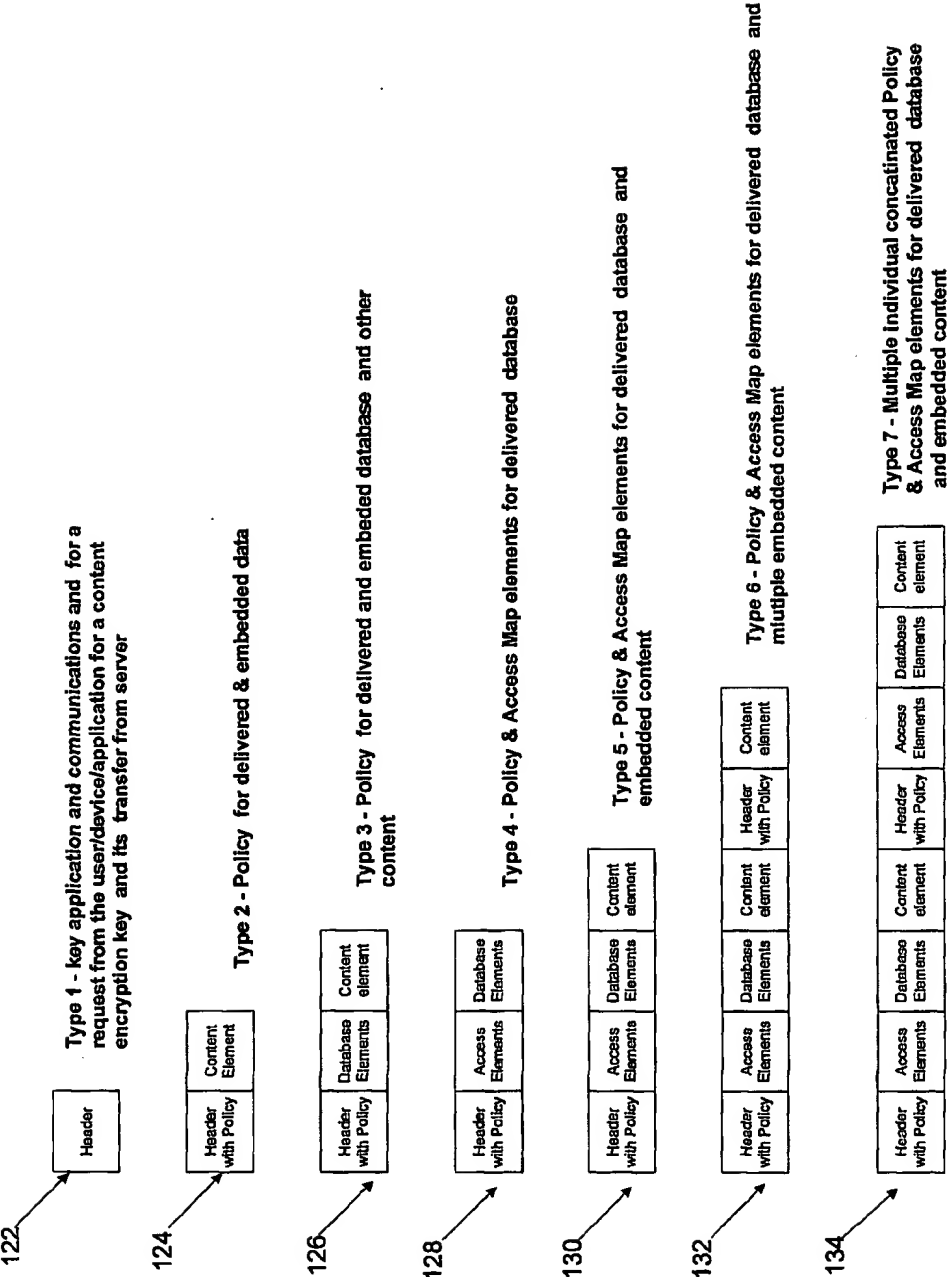 122
Header
Type 1 - key application and communications and for a
request from the user/device/application for a content
encryption key and its transfer from server
124
Header
with Policy
Content
Element
Type 2 - Policy for delivered & embedded data
126
Header
with Policy
Database
Elements
Content
element
Type 3 - Policy for delivered and embeded database and other
content
128
Header
with Policy
Access
Elements
Database
Elements
Type 4 - Policy & Access Map elements for delivered database
130
Header
with Policy
Access
Elements
Database
Elements
Content
element
Type 5 - Policy & Access Map elements for delivered database and
embedded content
132
Header
with Policy
Access
Elements
Database
Elements
Content
element
Header
with Policy
Content
element
Type 6 - Policy & Access Map elements for delivered database and
mlutiple embedded content
134
Header
with Policy
Access
Elements
Database
Elements
Content
element
Header
with Policy
Access
Elements
Database
Elements
Content
element
Type 7 - Multiple individual concatinated Policy
& Access Map elements for delivered database
and embedded content